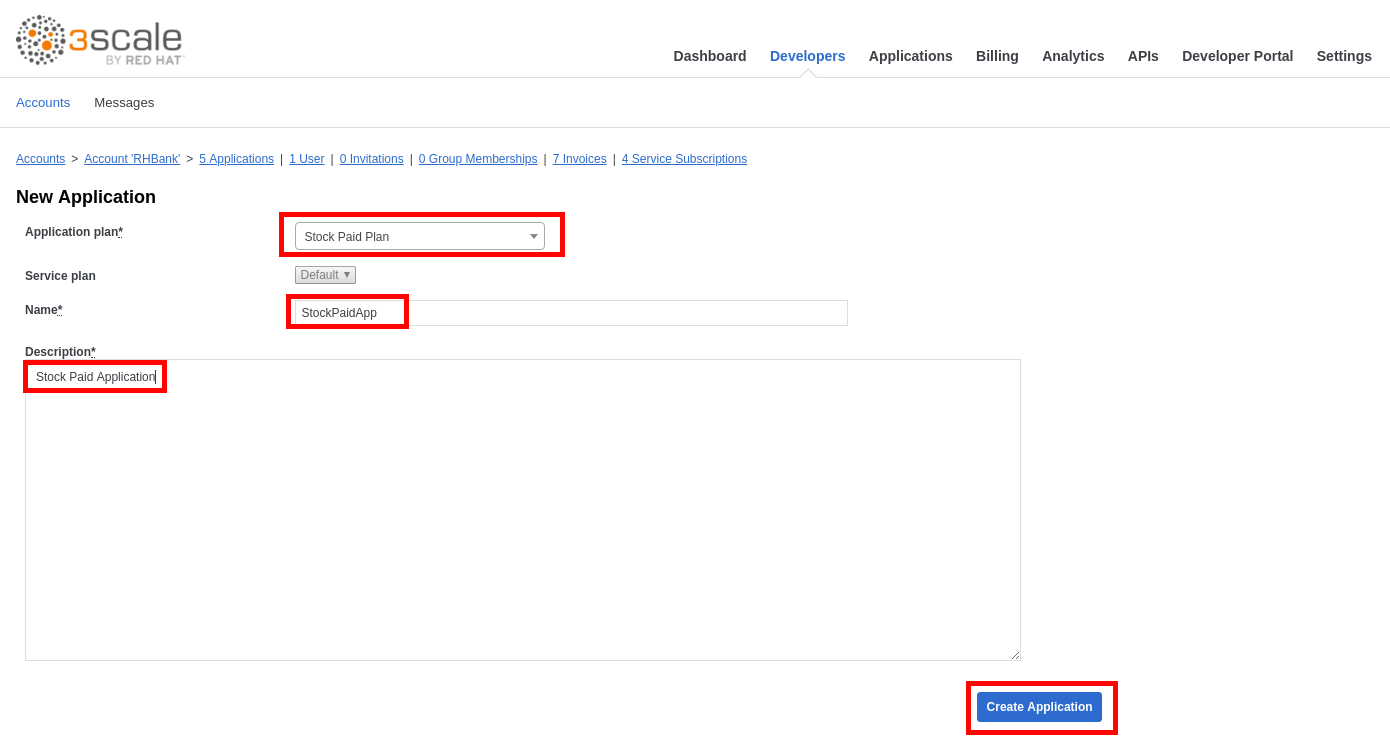 3scale
BY RED HAT
Dashboard Developers Applications Billing Analytics APIs Developer Portal Settings
Accounts Messages
Accounts > Account 'RHBank' > 5 Applications | 1 User | 0 Invitations | 0 Group Memberships | 7 Invoices | 4 Service Subscriptions
New Application
Application plan* Stock Paid Plan
Service plan Default
Name* StockPaidApp
Description*
Stock Paid Application
Create Application